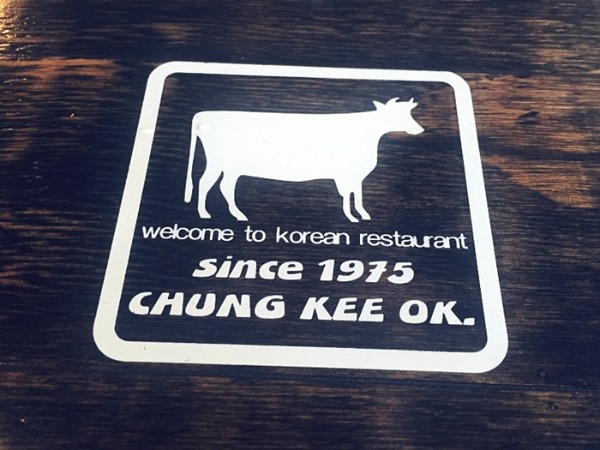 welcome to korean restaurant
since 1975
CHUNG KEE OK.